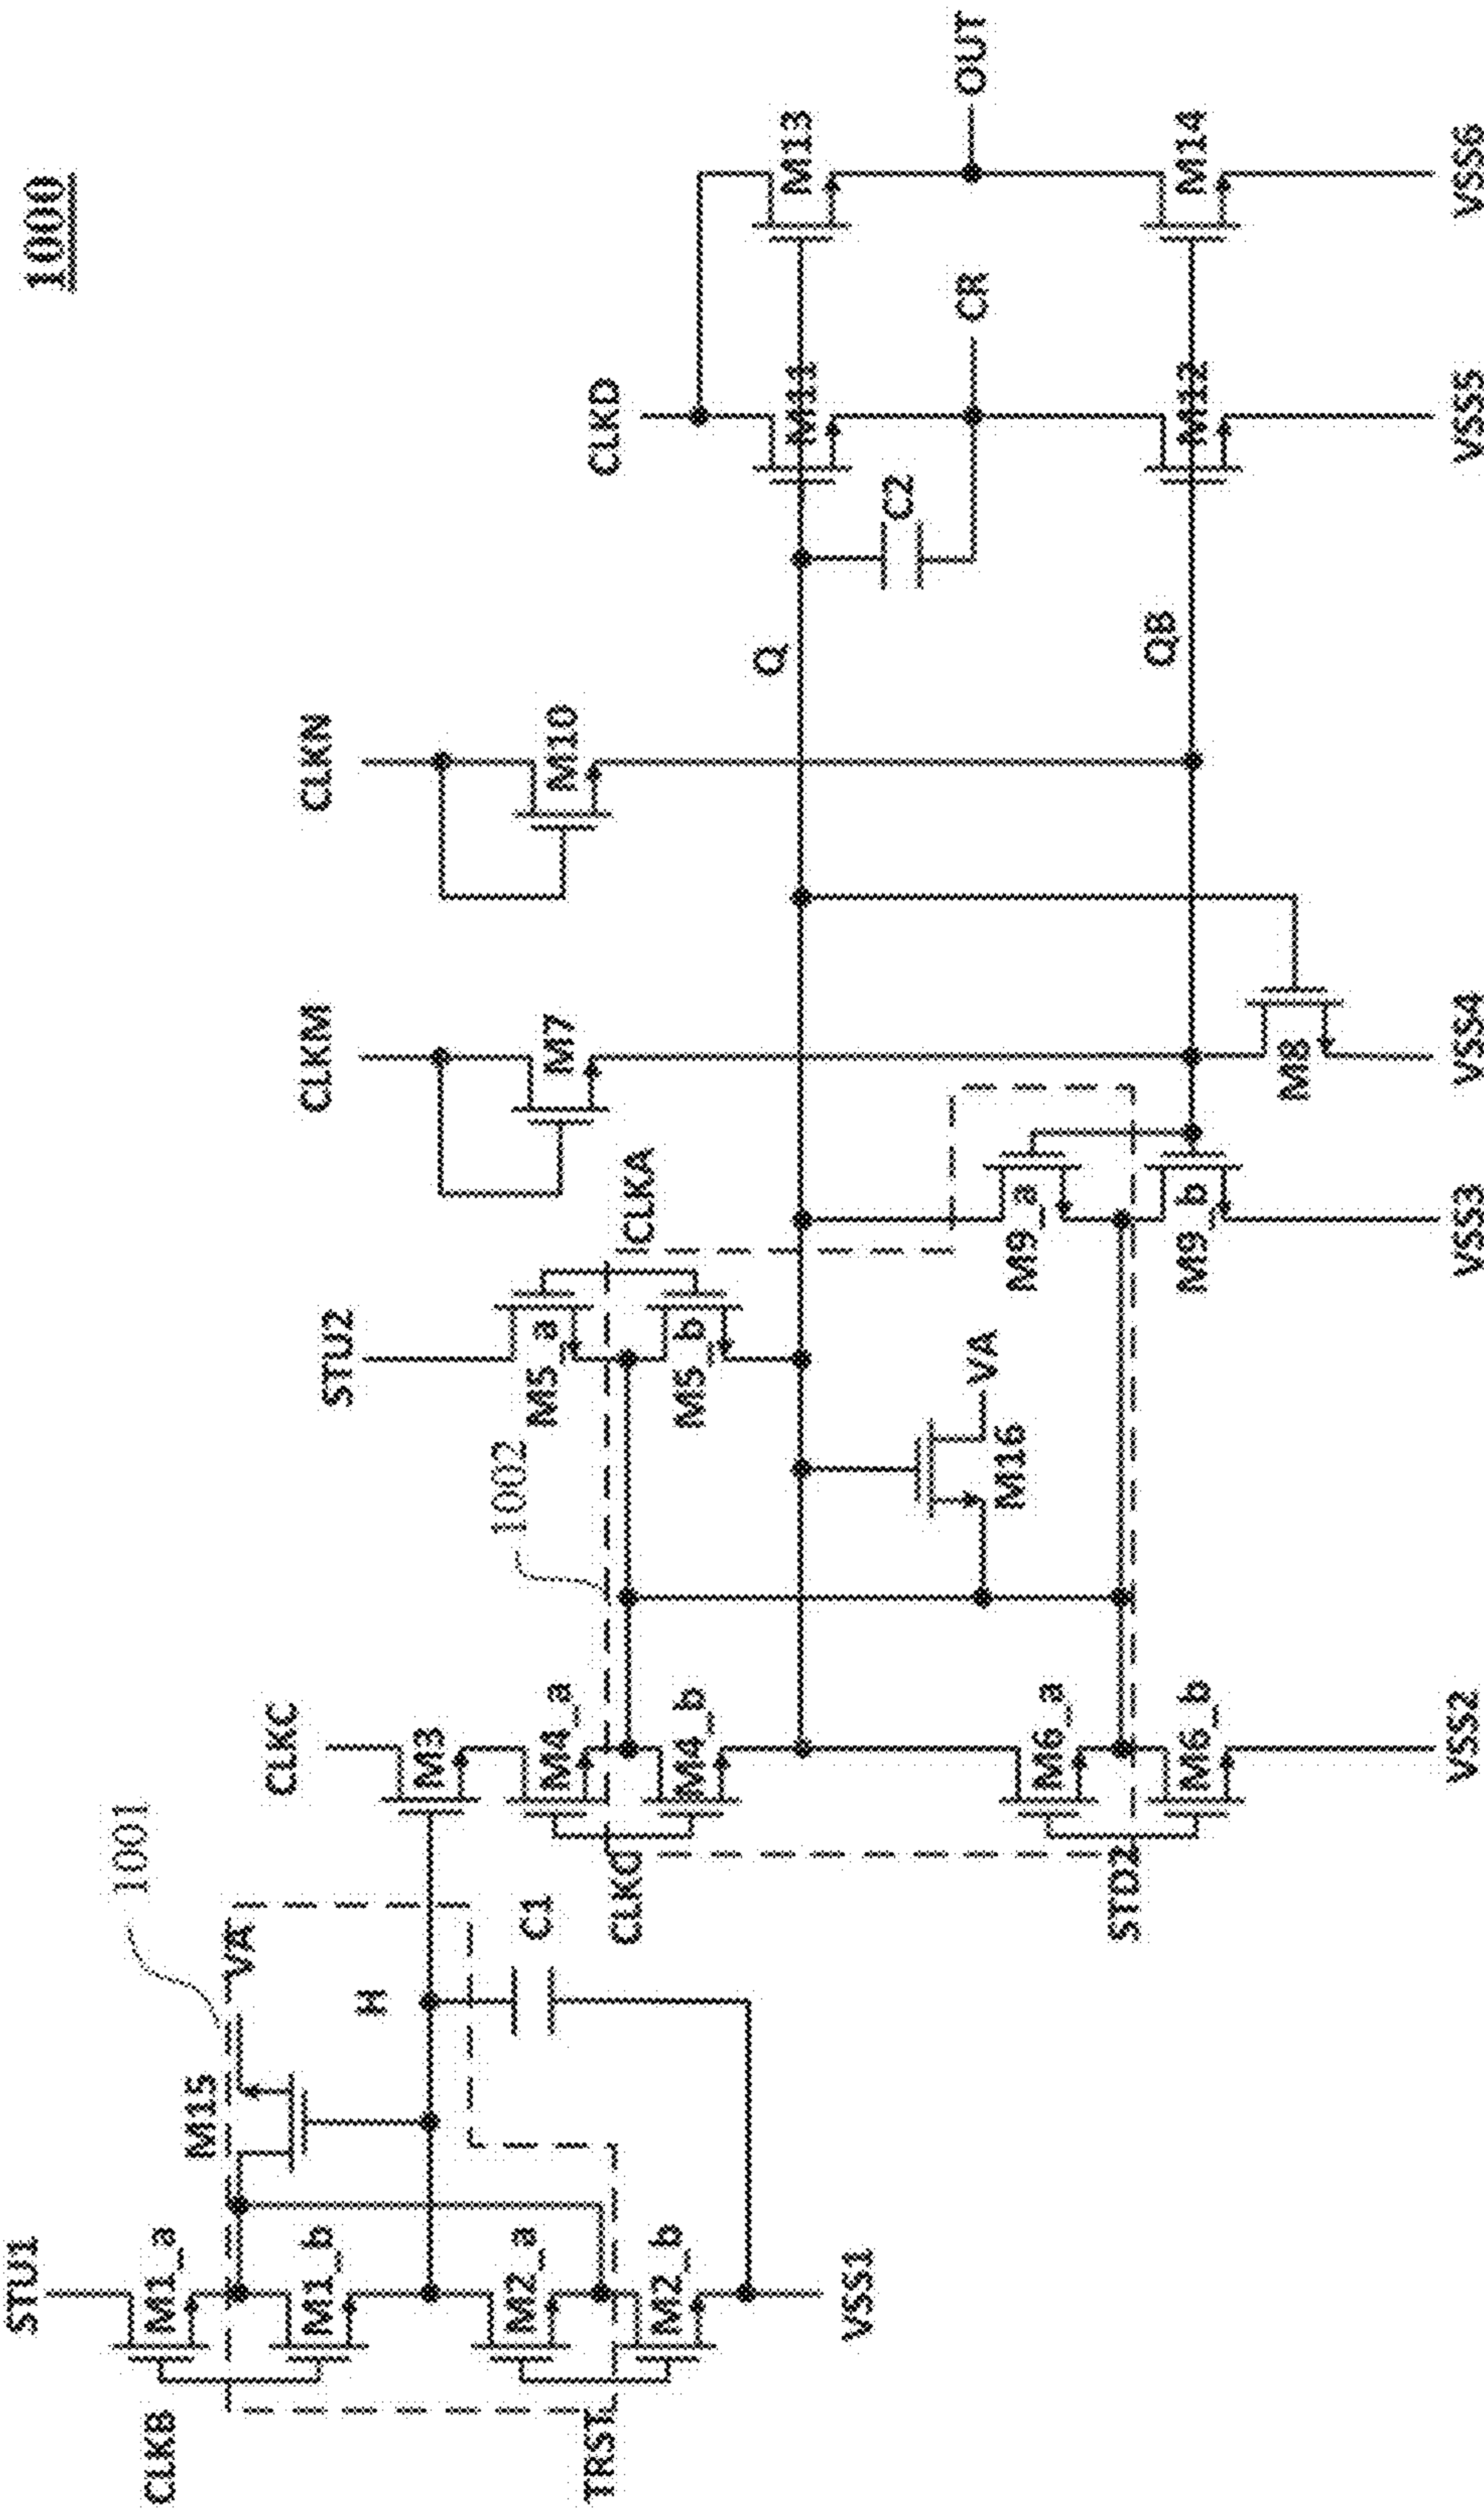 1000
STU1
CLKB
M1_a
M1_b
M15
VA
1001
H
M2_a
M2_b
TRST
C1
VSS1
CLKC
M3
M4_a
M4_b
CLKC
1002
STU2
M5_a
M5_b
CLKA
M16
VA
M6_a
M6_b
STD2
VSS2
CLKM
M7
M9_a
M9_b
VSS3
M8
VSS4
CLKN
M10
Q
QB
CLKD
M11
C2
CR
M12
VSS5
M13
OUT
M14
VSS6